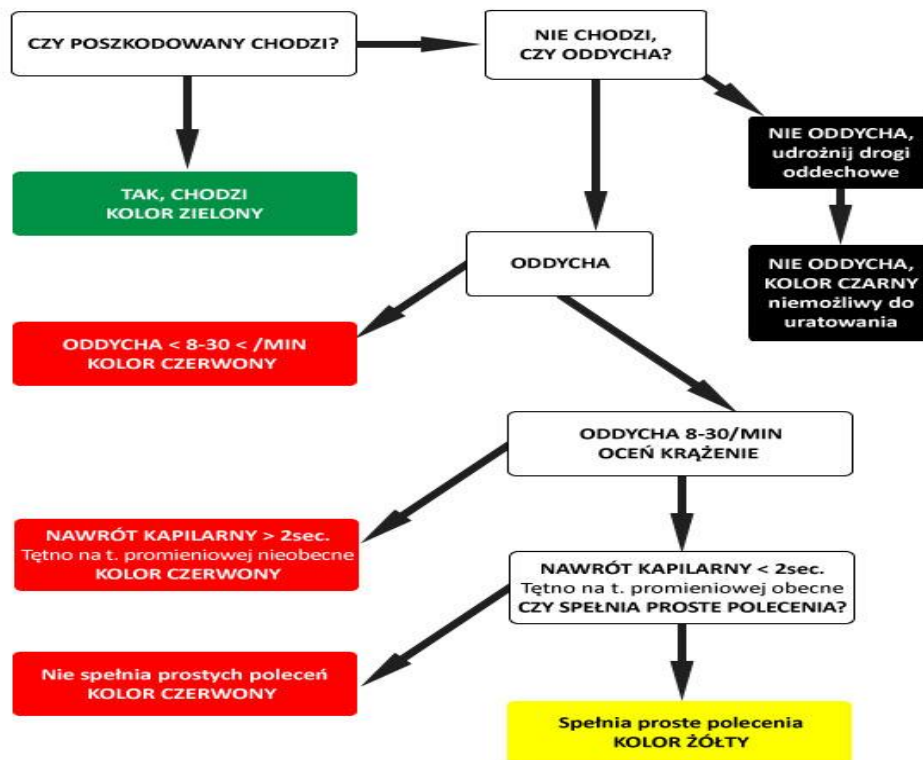 CZY POSZKODOWANY CHODZI?
NIE CHODZI,
CZY ODDYCHA?
NIE ODDYCHA,
udrożnij drogi
oddechowe
TAK, CHODZI
KOLOR ZIELONY
ODDYCHA
NIE ODDYCHA,
KOLOR CZARNY
niemożliwy do
uratowania
ODDYCHA < 8-30 < /MIN
KOLOR CZERWONY
ODDYCHA 8-30/MIN
OCEŃ KRĄŻENIE
NAWRÓT KAPILARNY > 2sec.
Tętno na t. promieniowej nieobecne
KOLOR CZERWONY
NAWRÓT KAPILARNY < 2sec.
Tętno na t. promieniowej obecne
CZY SPEŁNIA PROSTE POLECENIA?
Nie spełnia prostych poleceń
KOLOR CZERWONY
Spełnia proste polecenia
KOLOR ŻÓŁTY